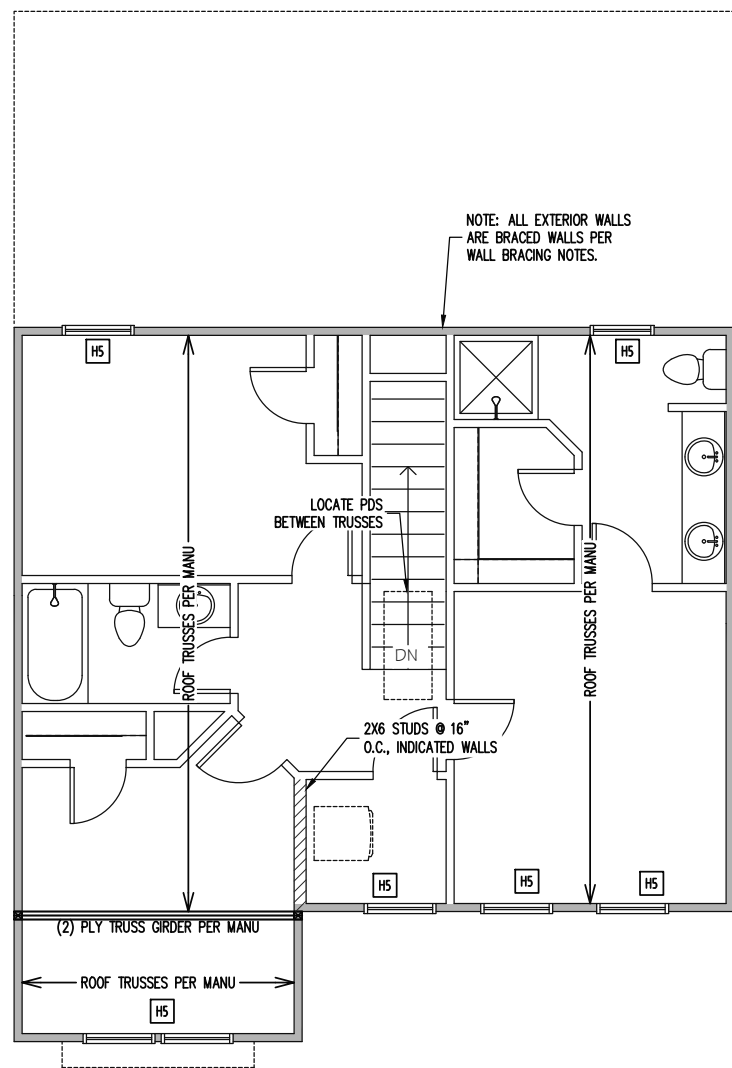 NOTE: ALL EXTERIOR WALLS
ARE BRACED WALLS PER
WALL BRACING NOTES.
H5
H5
LOCATE PDS
BETWEEN TRUSSES
ROOF TRUSSES PER MANU
ROOF TRUSSES PER MANU
DN
2X6 STUDS @ 16"
O.C., INDICATED WALLS
H5
H5
H5
(2) PLY TRUSS GIRDER PER MANU
ROOF TRUSSES PER MANU
H5